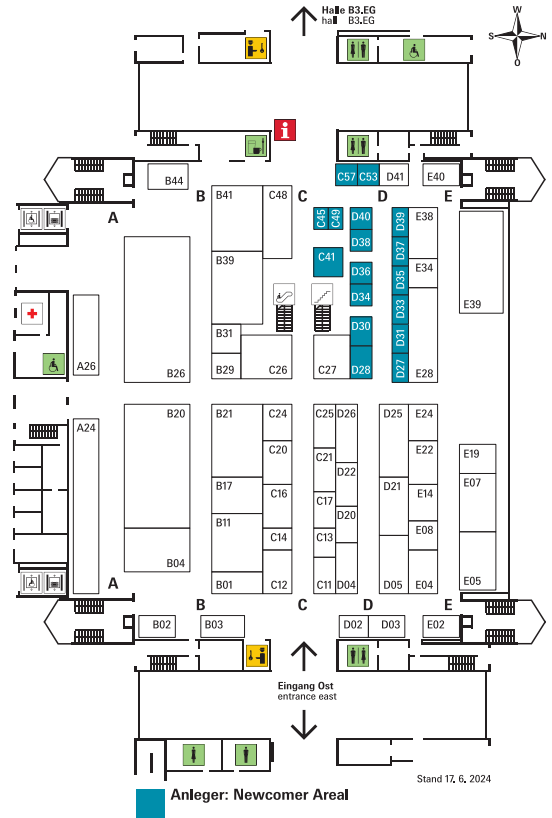 Halle B3.EG
hall B3.EG
W
S N
O
i
C57 C53 D41 E40
B44
A B C D E
B41 C48 C45 C49 D40 D39 E38
D38
D37
B39 C41 D36 D35 E34
D34
E39
D33
B31 D30 D31
A26 B26 B29 C26 C27 D28 D27 E28
A24 B20 B21 C24 C25 D26 D25 E24
C20 C21 E22 E19
D22
B17 C16 C17 D21 E14 E07
D20
B11 C14 C13 E08
B04
A B01 C12 C11 D04 D05 E04 E05
B C D E
B02 B03 D02 D03 E02
Eingang Ost
entrance east
Stand 17. 6. 2024
Anleger: Newcomer Areal